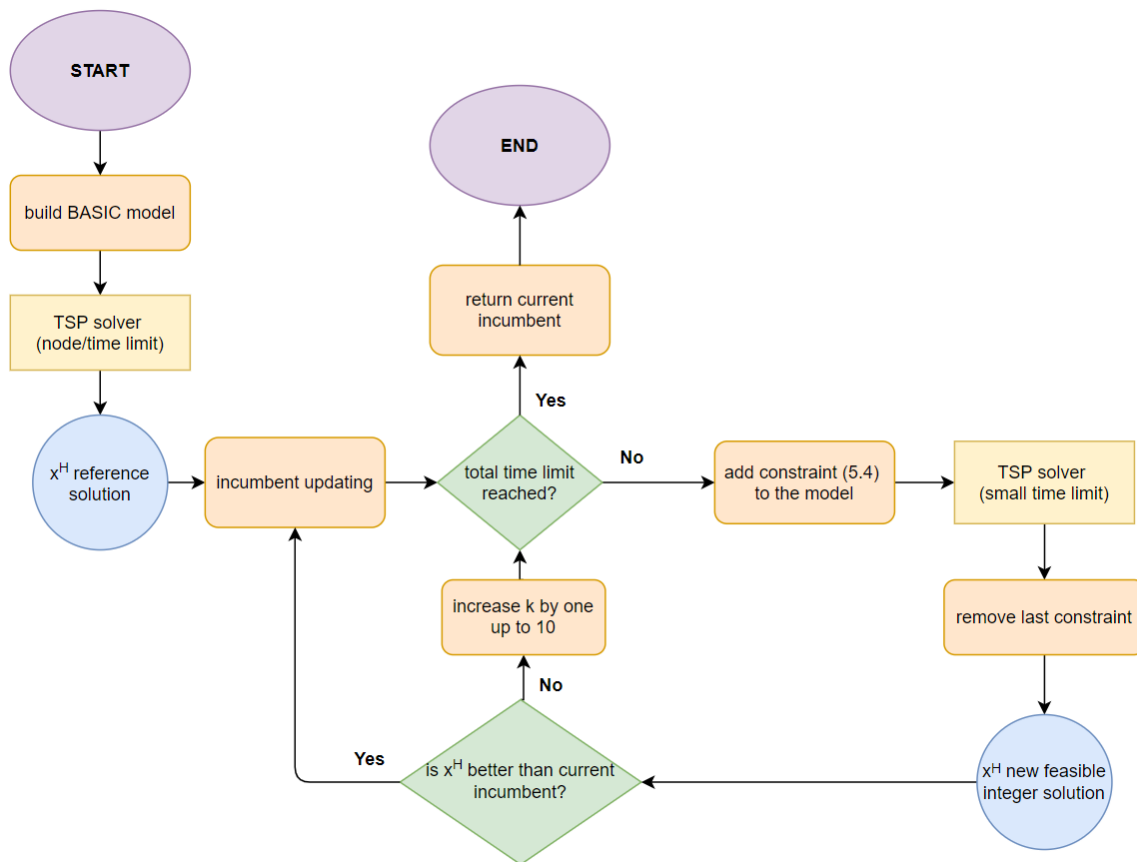 START
build BASIC model
TSP solver
(node/time limit)
x^H reference
solution
incumbent updating
total time limit
reached?
Yes
return current
incumbent
END
No
add constraint (5.4)
to the model
TSP solver
(small time limit)
remove last constraint
x^H new feasible
integer solution
is x^H better than current
incumbent?
Yes
No
increase k by one
up to 10